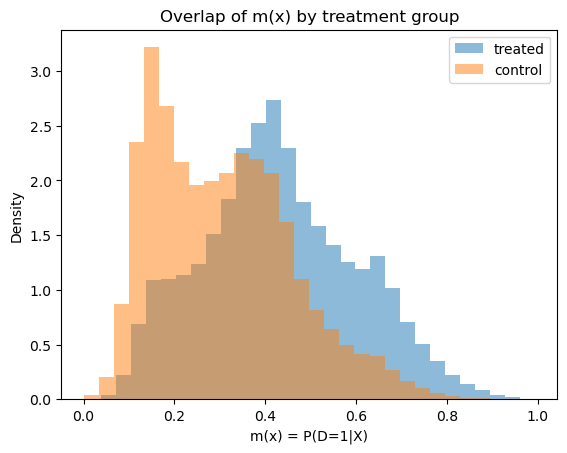 Overlap of m(x) by treatment group
treated
control
Density
3.0
2.5
2.0
1.5
1.0
0.5
0.0
0.0 0.2 0.4 0.6 0.8 1.0
m(x) = P(D=1|X)